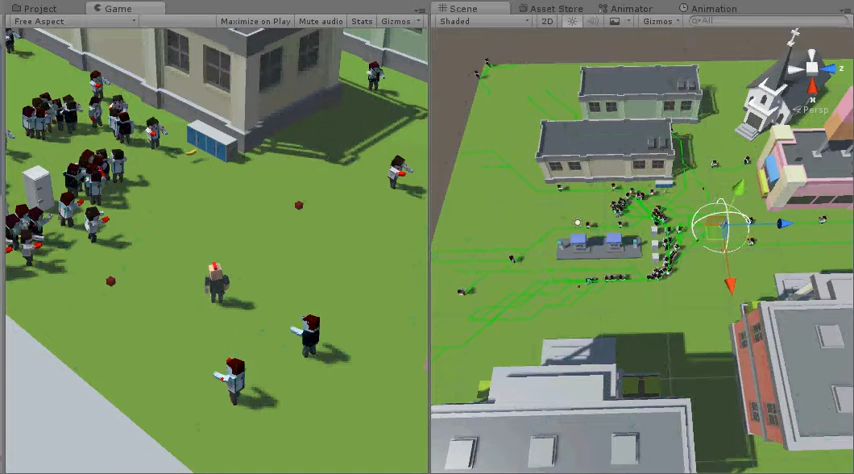 Project Game
Scene Asset Store Animator Animation
Free Aspect Maximize on Play Mute audio Stats Gizmos
Shaded 2D Gizmos All
z
x
Persp